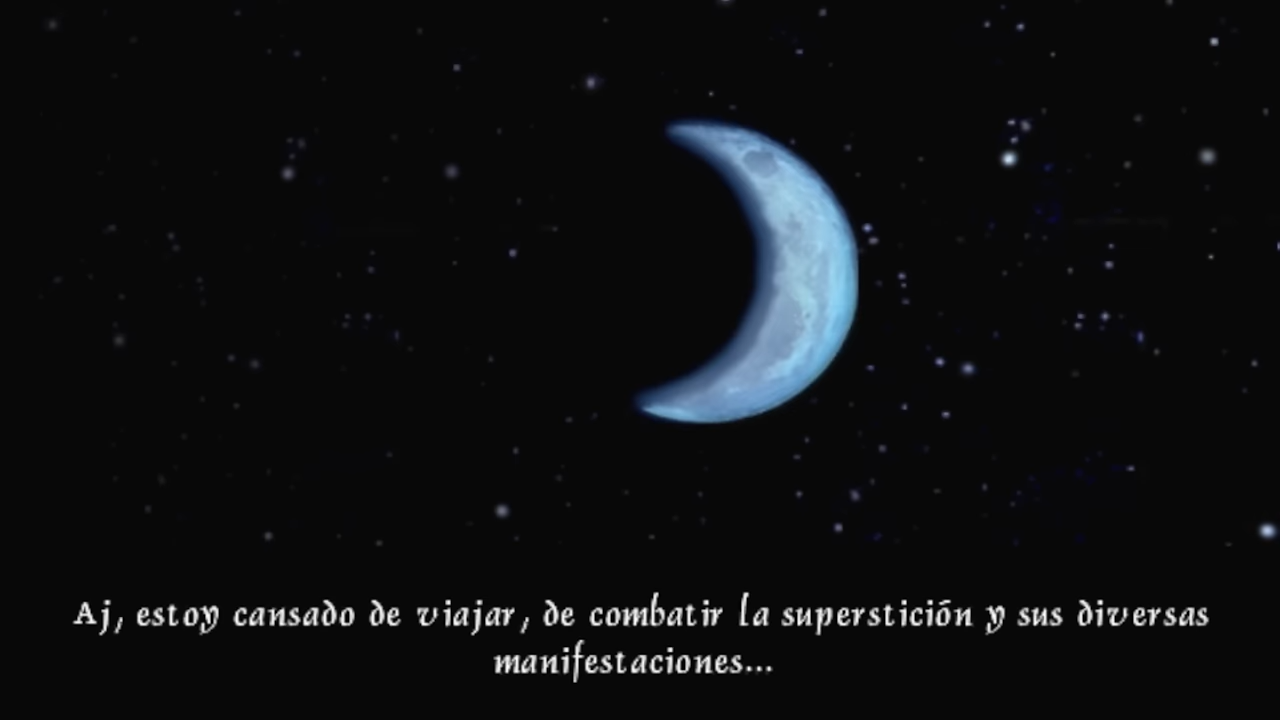 Aj, estoy cansado de viajar, de combatir la superstición y sus diversas
manifestaciones...